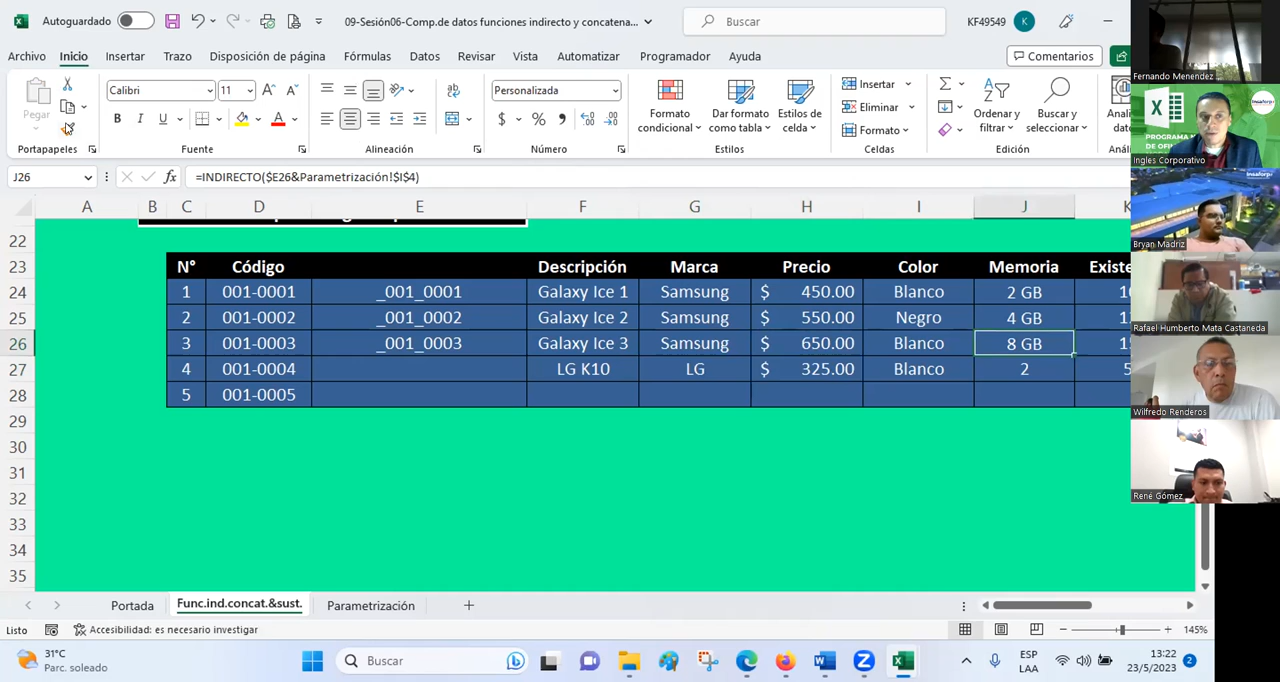 Autoguardado
09-Sesión06-Comp.de datos funciones indirecto y concatena...
Buscar
KF49549
K
Archivo Inicio Insertar Trazo Disposición de página Fórmulas Datos Revisar Vista Automatizar Programador Ayuda
Comentarios
Pegar
Calibri 11
N K S
Personalizada
$ %
Formato condicional
Dar formato como tabla
Estilos de celda
Insertar
Eliminar
Formato
Ordenar y filtrar
Buscar y seleccionar
Portapapeles Fuente Alineación Número Estilos Celdas Edición
J26
fx
=INDIRECTO($E26&Parametrización!$I$4)
A B C D E F G H I J K
22
23 N° Código Descripción Marca Precio Color Memoria
24 1 001-0001 _001_0001 Galaxy Ice 1 Samsung $ 450.00 Blanco 2 GB
25 2 001-0002 _001_0002 Galaxy Ice 2 Samsung $ 550.00 Negro 4 GB
26 3 001-0003 _001_0003 Galaxy Ice 3 Samsung $ 650.00 Blanco 8 GB
27 4 001-0004 LG K10 LG $ 325.00 Blanco 2
28 5 001-0005
29
30
31
32
33
34
35
Portada Func.ind.concat.&sust. Parametrización
Listo
Accesibilidad: es necesario investigar
145%
31°C
Parc. soleado
Buscar
ESP
LAA
13:22
23/5/2023
2
Fernando Menendez
Ingles Corporativo
Bryan Madriz
Rafael Humberto Mata Castaneda
Wilfredo Renderos
René Gómez